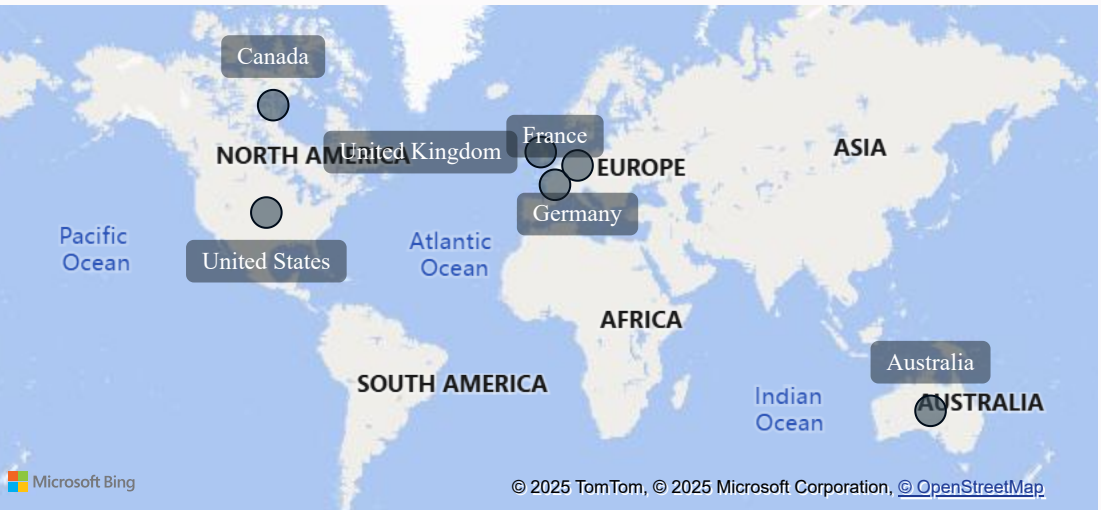 Canada
France
United Kingdom
NORTH AMERICA
EUROPE
ASIA
Germany
Pacific
Ocean
Atlantic
Ocean
United States
AFRICA
Australia
SOUTH AMERICA
Indian
Ocean
AUSTRALIA
Microsoft Bing
© 2025 TomTom, © 2025 Microsoft Corporation, © OpenStreetMap